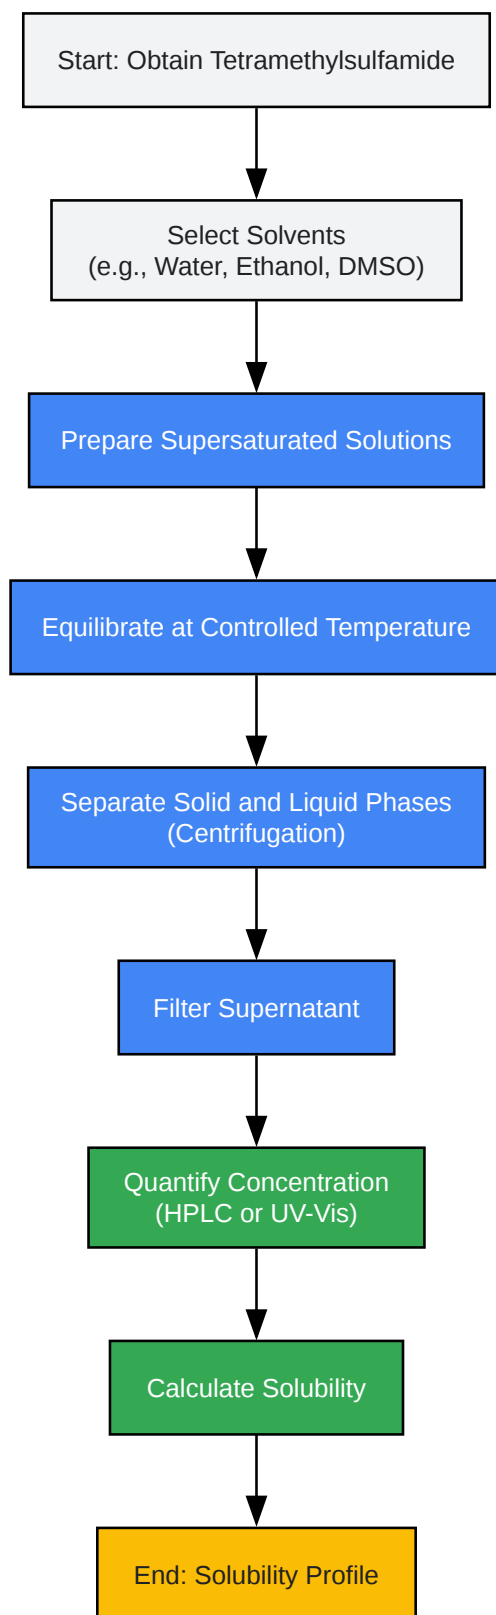 Start: Obtain Tetramethylsulfamide
Select Solvents
(e.g., Water, Ethanol, DMSO)
Prepare Supersaturated Solutions
Equilibrate at Controlled Temperature
Separate Solid and Liquid Phases
(Centrifugation)
Filter Supernatant
Quantify Concentration
(HPLC or UV-Vis)
Calculate Solubility
End: Solubility Profile